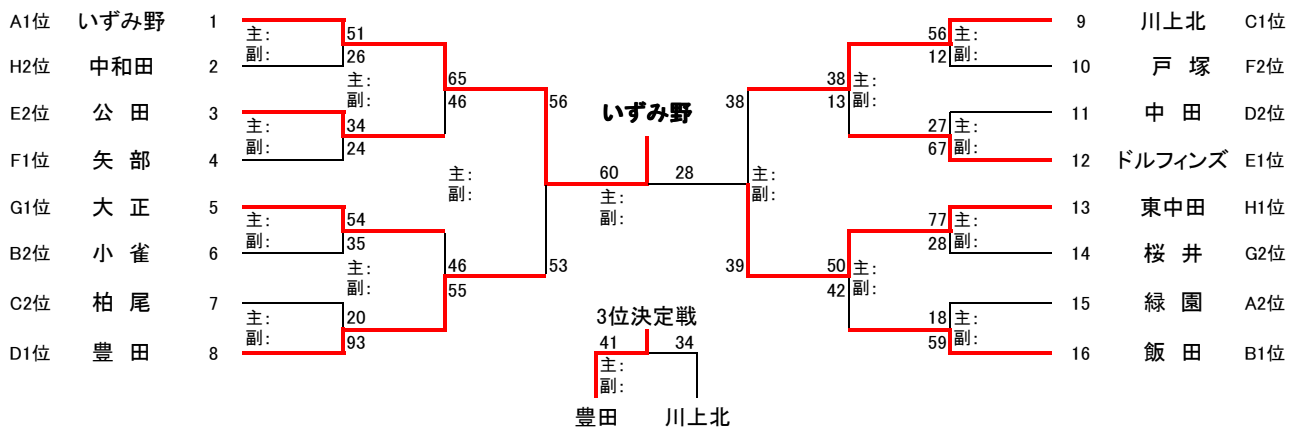 A1位 いずみ野 1
主:
副:
51
26
H2位 中和田 2
主:
副:
65
46
E2位 公 田 3
主:
副:
34
24
F1位 矢 部 4
主:
副:
56
53
G1位 大 正 5
主:
副:
54
35
B2位 小 雀 6
主:
副:
46
55
C2位 柏 尾 7
主:
副:
20
93
D1位 豊 田 8
いずみ野
60 28
主:
副:
3位決定戦
41 34
主:
副:
豊田 川上北
9 川上北 C1位
56 主:
12 副:
10 戸 塚 F2位
38 主:
13 副:
11 中 田 D2位
27 主:
67 副:
12 ドルフィンズ E1位
38
39
主:
副:
13 東中田 H1位
77 主:
28 副:
14 桜 井 G2位
50 主:
42 副:
15 緑 園 A2位
18 主:
59 副:
16 飯 田 B1位